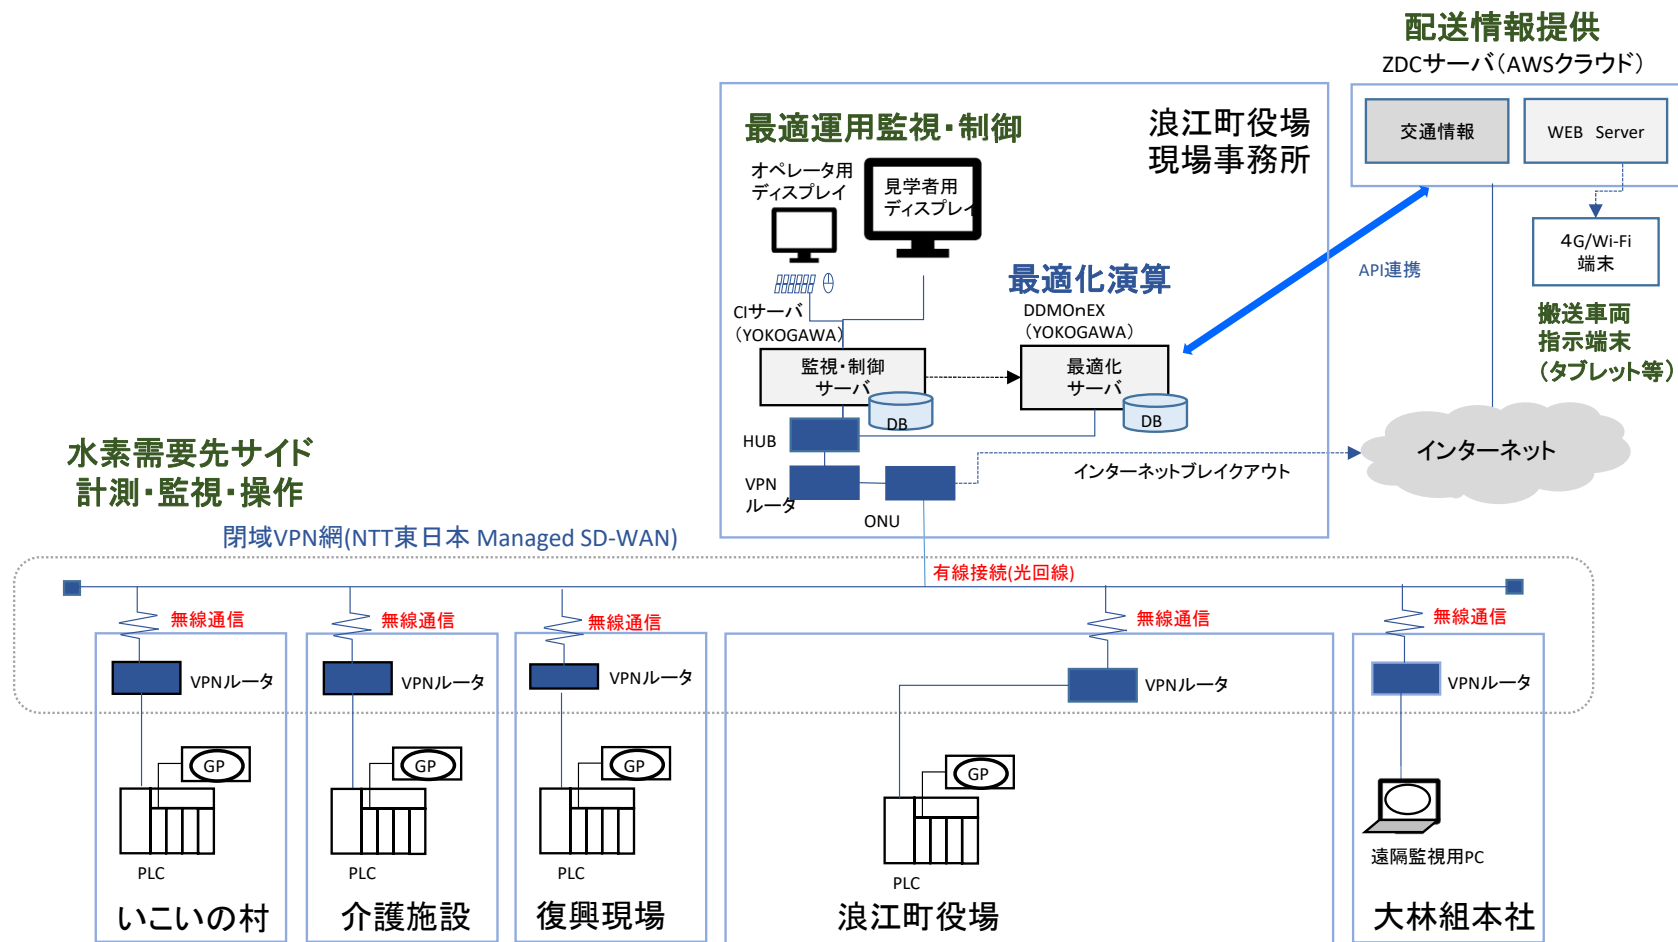 配送情報提供
ZDCサーバ(AWSクラウド)
交通情報
WEB Server
4G/Wi-Fi
端末
搬送車両
指示端末
(タブレット等)
API連携
浪江町役場
現場事務所
最適運用監視・制御
オペレータ用
ディスプレイ
見学者用
ディスプレイ
最適化演算
CIサーバ
(YOKOGAWA)
DDMOnEX
(YOKOGAWA)
監視・制御
サーバ
DB
最適化
サーバ
DB
HUB
VPN
ルータ
ONU
インターネットブレイクアウト
インターネット
水素需要先サイド
計測・監視・操作
閉域VPN網(NTT東日本 Managed SD-WAN)
有線接続(光回線)
無線通信
無線通信
無線通信
無線通信
無線通信
VPNルータ
VPNルータ
VPNルータ
VPNルータ
VPNルータ
GP
GP
GP
GP
PLC
PLC
PLC
PLC
遠隔監視用PC
いこいの村
介護施設
復興現場
浪江町役場
大林組本社